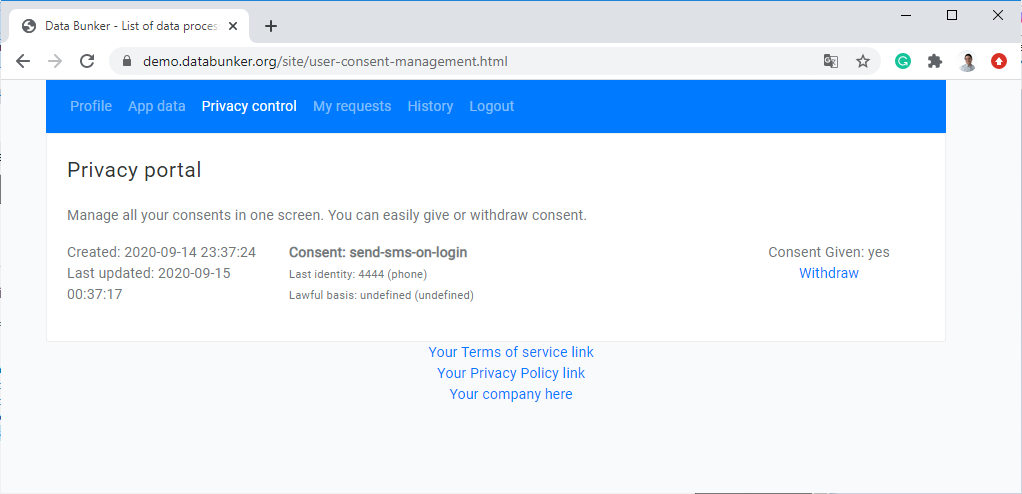 Data Bunker - List of data proces
demo.databunker.org/site/user-consent-management.html
Profile App data Privacy control My requests History Logout
Privacy portal
Manage all your consents in one screen. You can easily give or withdraw consent.
Created: 2020-09-14 23:37:24
Last updated: 2020-09-15
00:37:17
Consent: send-sms-on-login
Last identity: 4444 (phone)
Lawful basis: undefined (undefined)
Consent Given: yes
Withdraw
Your Terms of service link
Your Privacy Policy link
Your company here